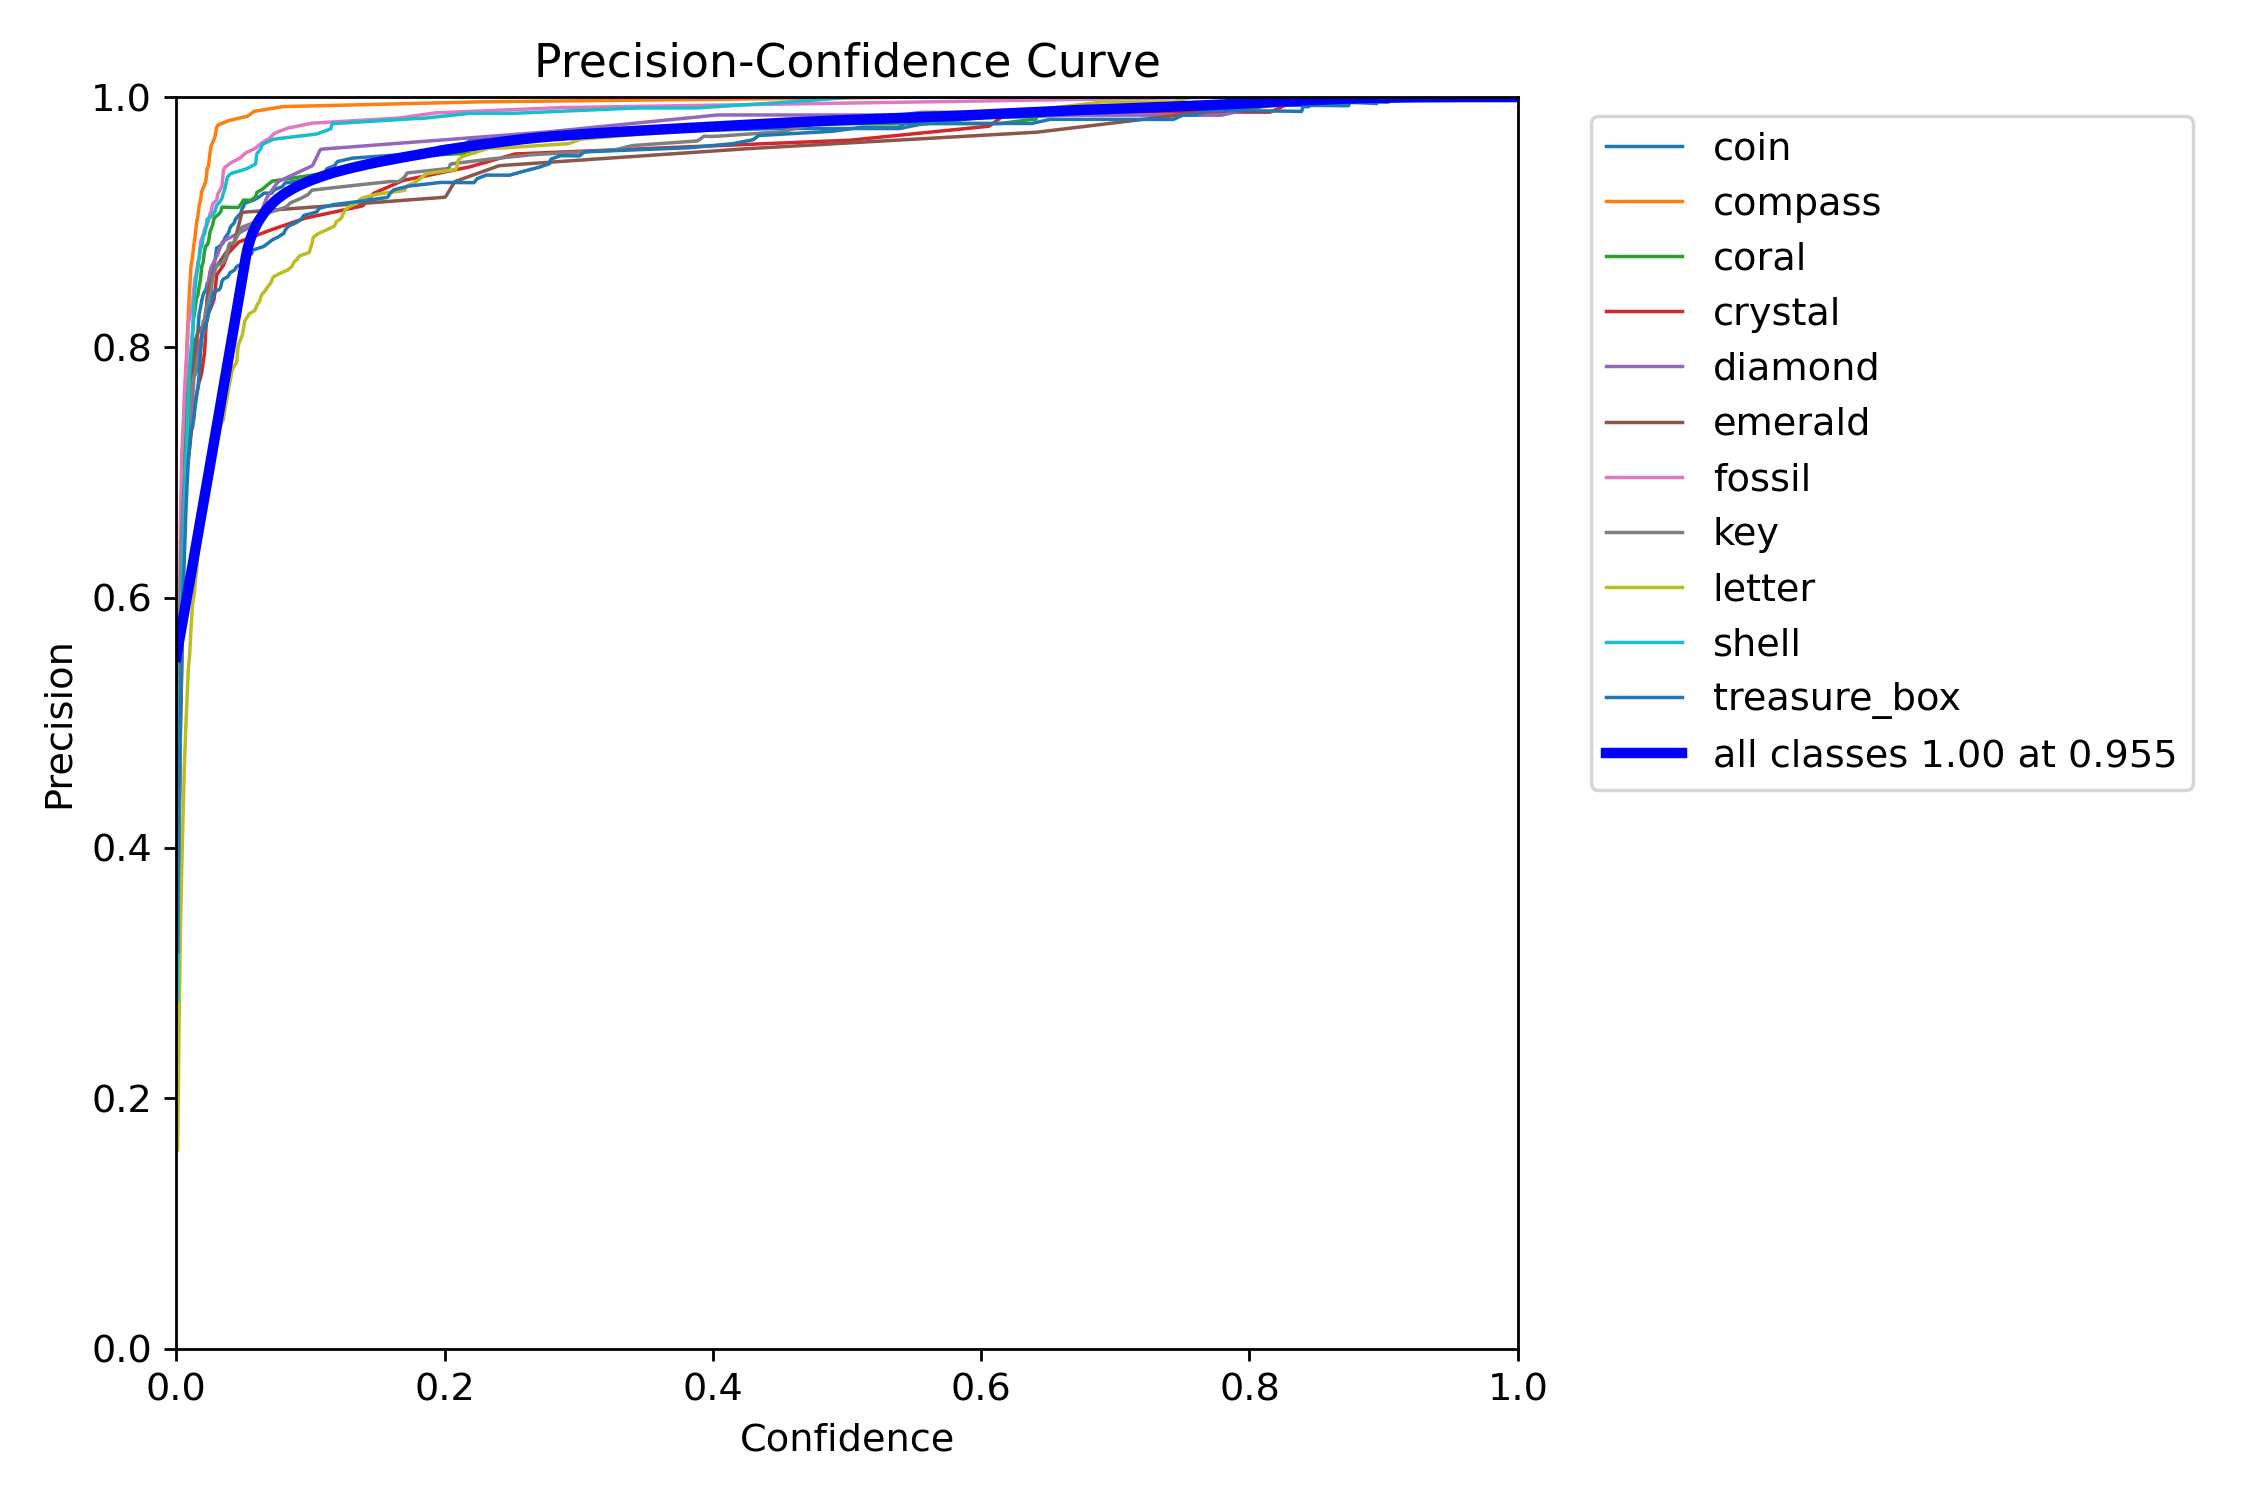 Precision-Confidence Curve
1.0
0.8
0.6
0.4
0.2
0.0
Precision
0.0 0.2 0.4 0.6 0.8 1.0
Confidence
coin
compass
coral
crystal
diamond
emerald
fossil
key
letter
shell
treasure_box
all classes 1.00 at 0.955